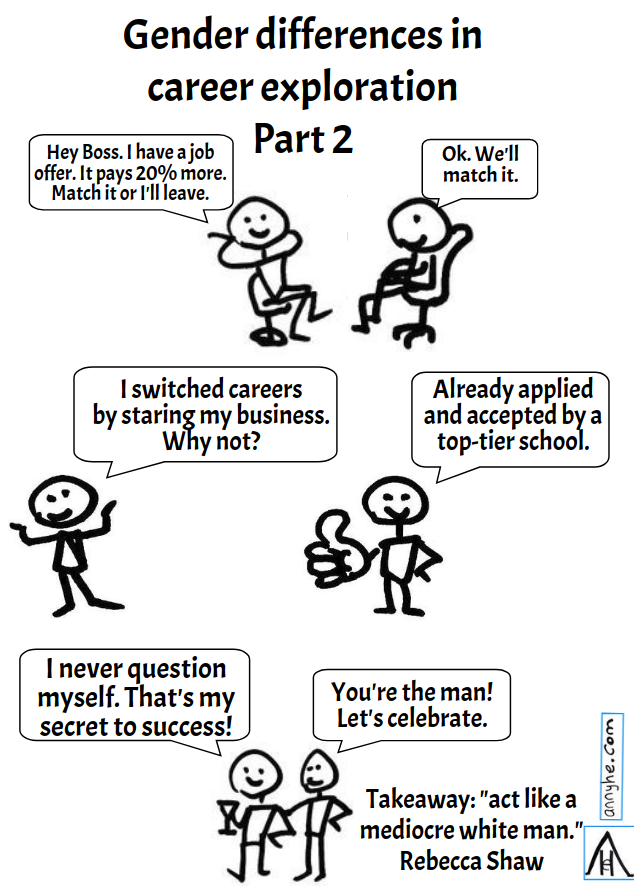 Gender differences in
career exploration
Part 2
Hey Boss. I have a job
offer. It pays 20% more.
Match it or I'll leave.
Ok. We'll
match it.
I switched careers
by staring my business.
Why not?
Already applied
and accepted by a
top-tier school.
I never question
myself. That's my
secret to success!
You're the man!
Let's celebrate.
Takeaway: "act like a
mediocre white man."
Rebecca Shaw
annyhe.com